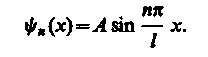 ψₙ(x) = A sin nπ/l x.